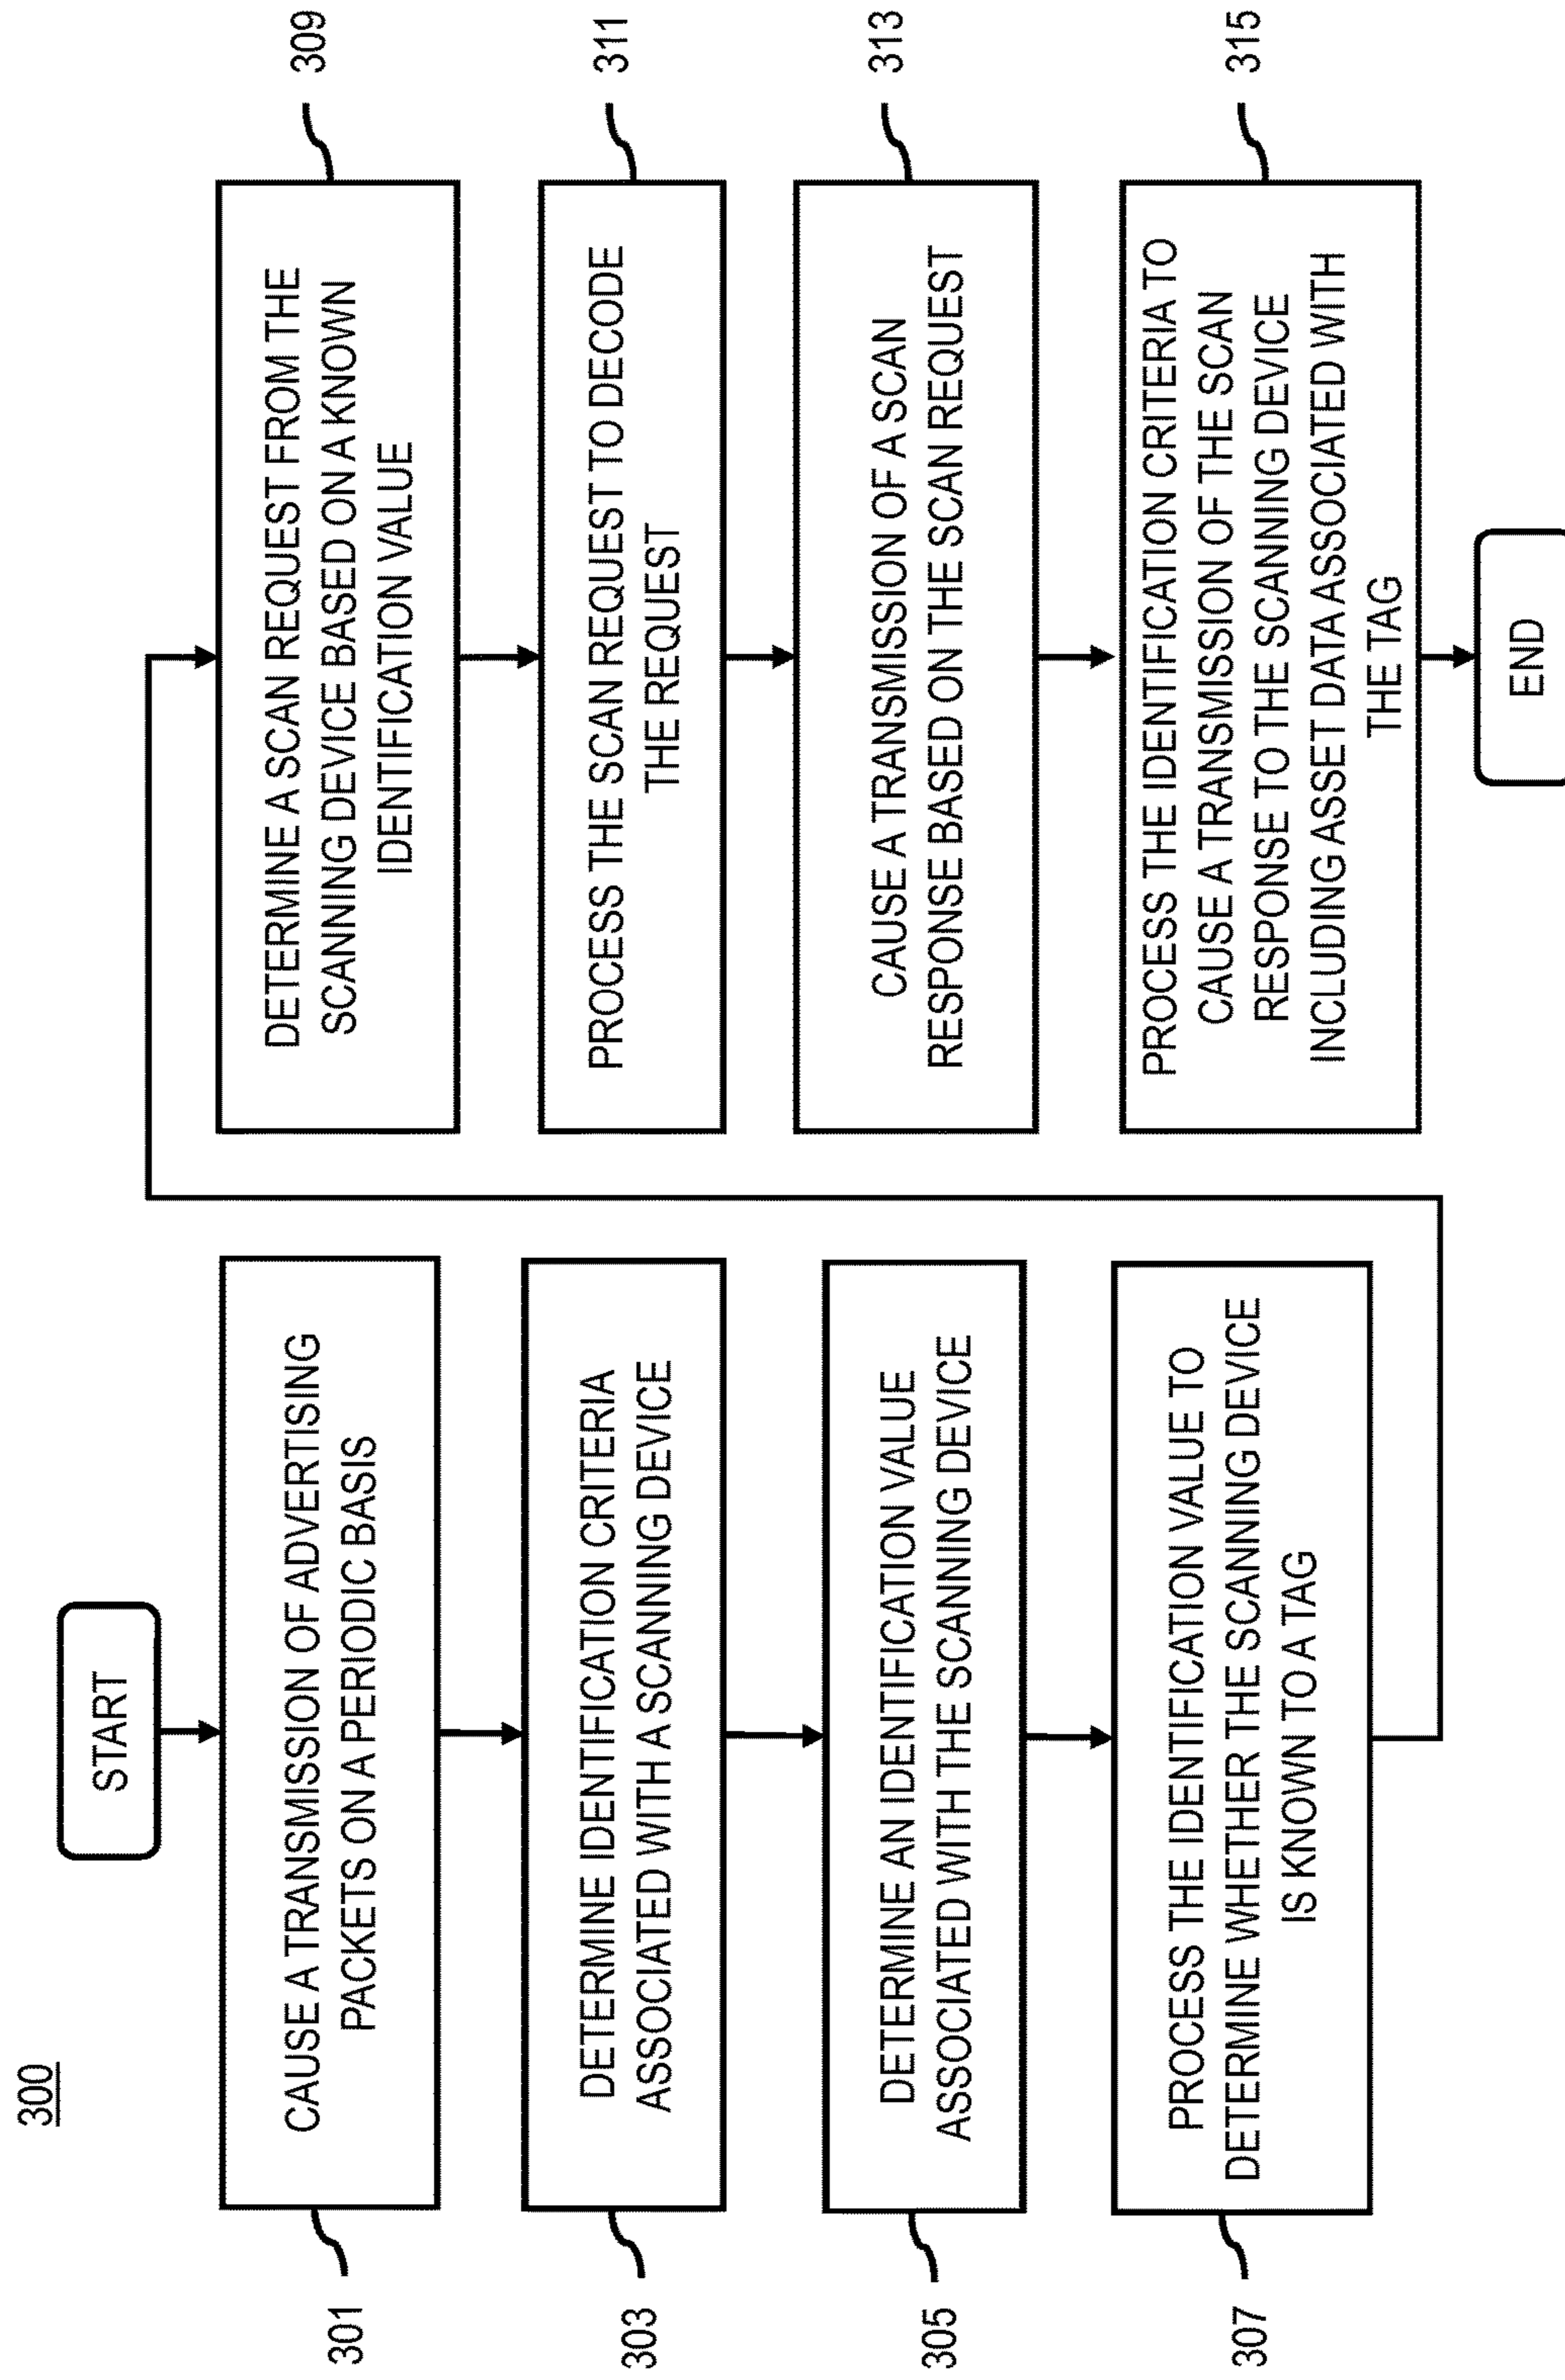 300
START
CAUSE A TRANSMISSION OF ADVERTISING
PACKETS ON A PERIODIC BASIS
301
DETERMINE IDENTIFICATION CRITERIA
ASSOCIATED WITH A SCANNING DEVICE
303
DETERMINE AN IDENTIFICATION VALUE
ASSOCIATED WITH THE SCANNING DEVICE
305
PROCESS THE IDENTIFICATION VALUE TO
DETERMINE WHETHER THE SCANNING DEVICE
IS KNOWN TO A TAG
307
DETERMINE A SCAN REQUEST FROM THE
SCANNING DEVICE BASED ON A KNOWN
IDENTIFICATION VALUE
309
PROCESS THE SCAN REQUEST TO DECODE
THE REQUEST
311
CAUSE A TRANSMISSION OF A SCAN
RESPONSE BASED ON THE SCAN REQUEST
313
PROCESS THE IDENTIFICATION CRITERIA TO
CAUSE A TRANSMISSION OF THE SCAN
RESPONSE TO THE SCANNING DEVICE
INCLUDING ASSET DATA ASSOCIATED WITH
THE TAG
315
END